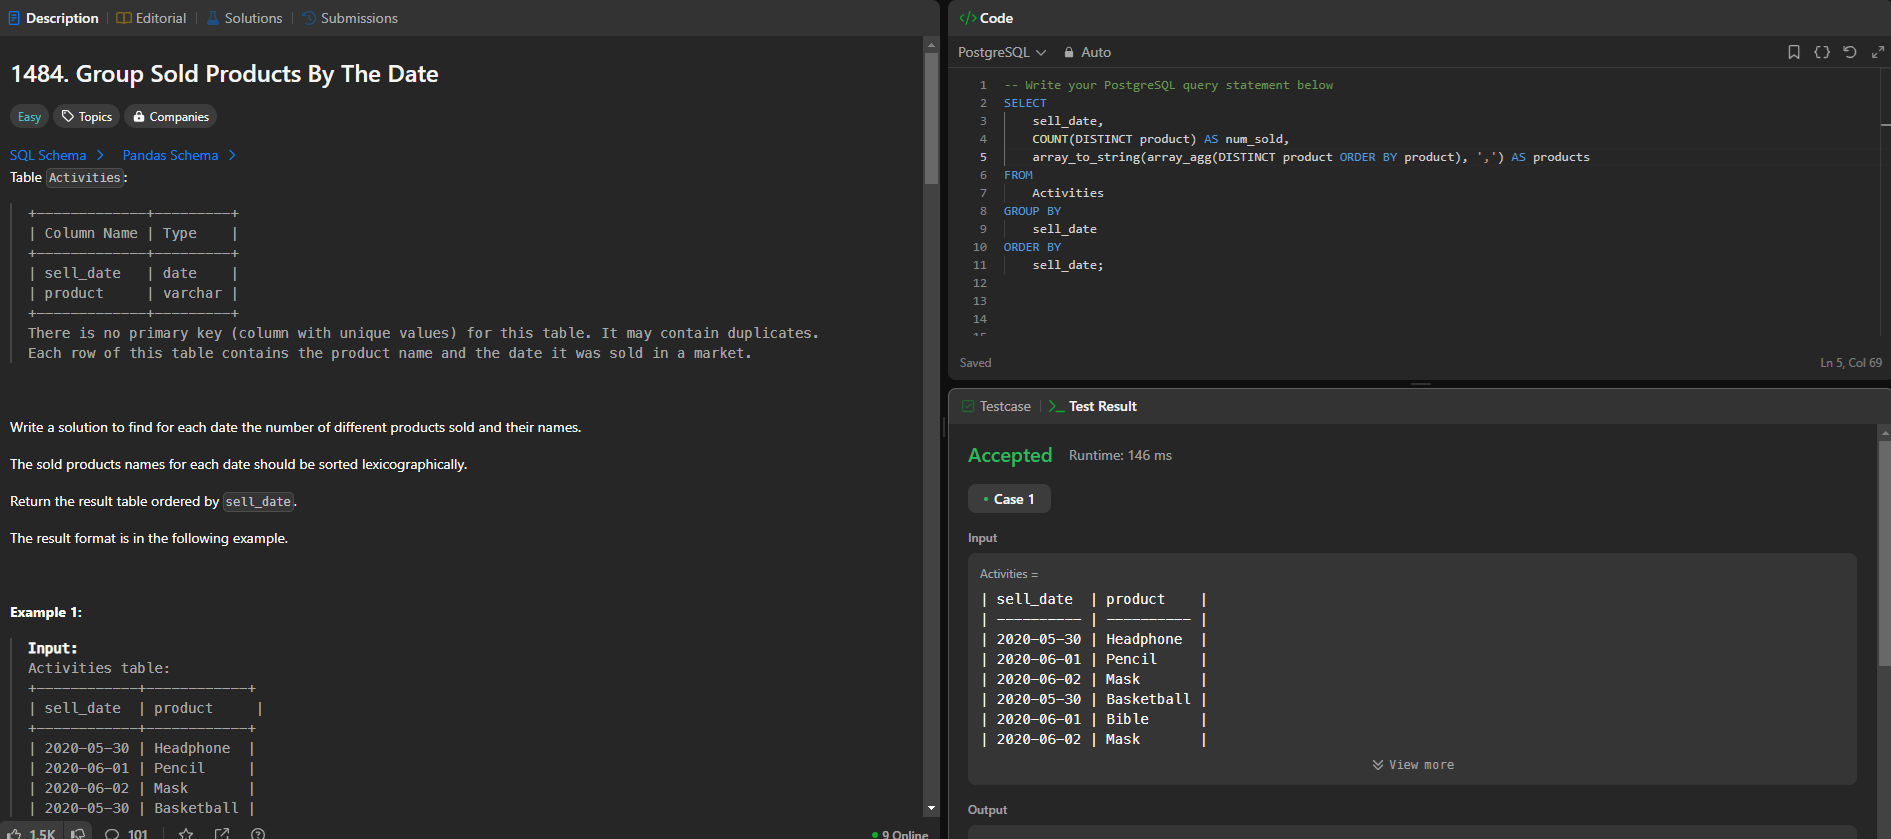 Description
Editorial
Solutions
Submissions
1484. Group Sold Products By The Date
Easy
Topics
Companies
SQL Schema >
Pandas Schema >
Table Activities:
+-------------+---------+
| Column Name | Type    |
+-------------+---------+
| sell_date   | date    |
| product     | varchar |
+-------------+---------+
There is no primary key (column with unique values) for this table. It may contain duplicates.
Each row of this table contains the product name and the date it was sold in a market.
Write a solution to find for each date the number of different products sold and their names.
The sold products names for each date should be sorted lexicographically.
Return the result table ordered by sell_date.
The result format is in the following example.
Example 1:
Input:
Activities table:
+------------+------------+
| sell_date  | product     |
+------------+------------+
| 2020-05-30 | Headphone  |
| 2020-06-01 | Pencil     |
| 2020-06-02 | Mask       |
| 2020-05-30 | Basketball |
1.5K
101
9 Online
</> Code
PostgreSQL
Auto
1 -- Write your PostgreSQL query statement below
2 SELECT
3     sell_date,
4     COUNT(DISTINCT product) AS num_sold,
5     array_to_string(array_agg(DISTINCT product ORDER BY product), ',') AS products
6 FROM
7     Activities
8 GROUP BY
9     sell_date
10 ORDER BY
11     sell_date;
12
13
14
15
Saved
Ln 5, Col 69
Testcase
>_ Test Result
Accepted
Runtime: 146 ms
• Case 1
Input
Activities =
| sell_date  | product    |
| ---------- | ---------- |
| 2020-05-30 | Headphone  |
| 2020-06-01 | Pencil     |
| 2020-06-02 | Mask       |
| 2020-05-30 | Basketball |
| 2020-06-01 | Bible      |
| 2020-06-02 | Mask       |
View more
Output